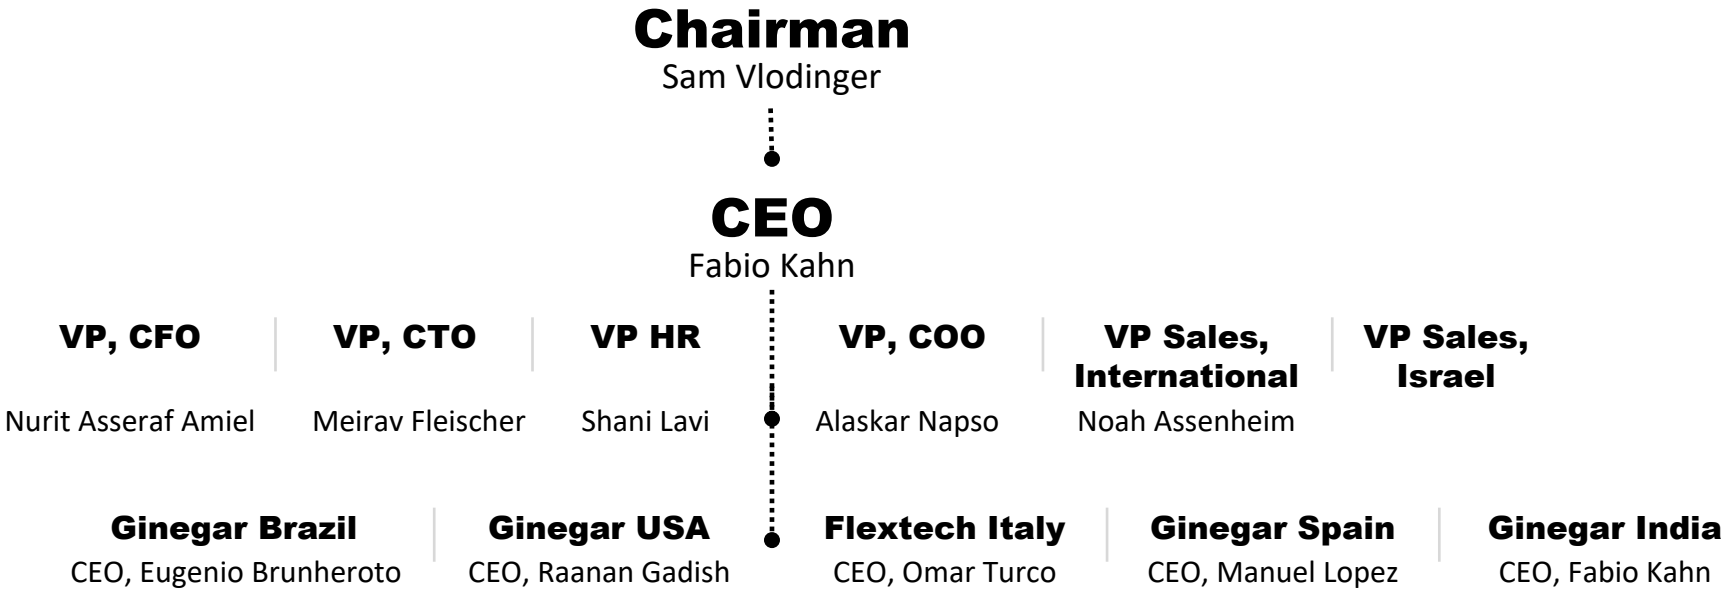 Chairman
Sam Vlodinger
CEO
Fabio Kahn
VP, CFO
Nurit Asseraf Amiel
VP, CTO
Meirav Fleischer
VP HR
Shani Lavi
VP, COO
Alaskar Napso
VP Sales,
International
Noah Assenheim
VP Sales,
Israel
Ginegar Brazil
CEO, Eugenio Brunheroto
Ginegar USA
CEO, Raanan Gadish
Flextech Italy
CEO, Omar Turco
Ginegar Spain
CEO, Manuel Lopez
Ginegar India
CEO, Fabio Kahn